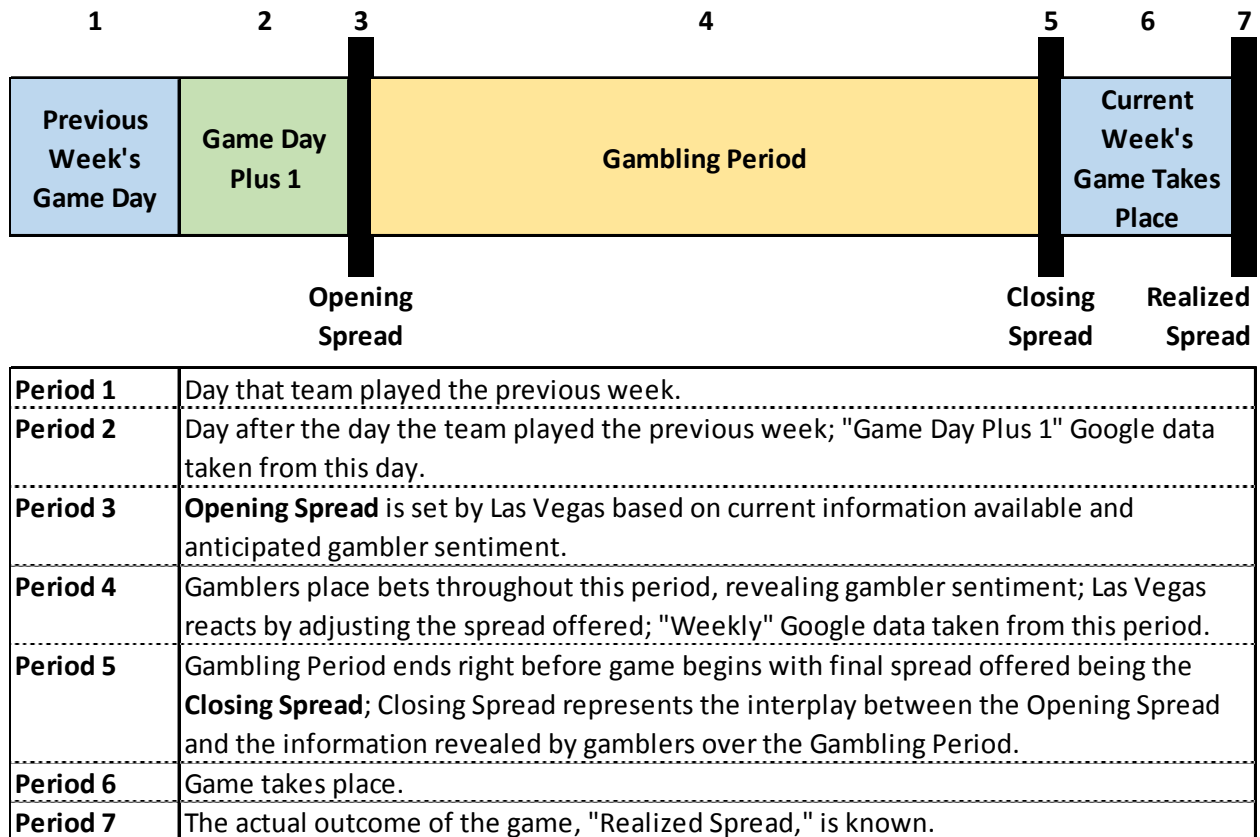 1 2 3 4 5 6 7
Previous
Week's
Game Day
Game Day
Plus 1
Gambling Period
Current
Week's
Game Takes
Place
Opening
Spread
Closing
Spread
Realized
Spread
Period 1 Day that team played the previous week.
Period 2 Day after the day the team played the previous week; "Game Day Plus 1" Google data
taken from this day.
Period 3 Opening Spread is set by Las Vegas based on current information available and
anticipated gambler sentiment.
Period 4 Gamblers place bets throughout this period, revealing gambler sentiment; Las Vegas
reacts by adjusting the spread offered; "Weekly" Google data taken from this period.
Period 5 Gambling Period ends right before game begins with final spread offered being the
Closing Spread; Closing Spread represents the interplay between the Opening Spread
and the information revealed by gamblers over the Gambling Period.
Period 6 Game takes place.
Period 7 The actual outcome of the game, "Realized Spread," is known.